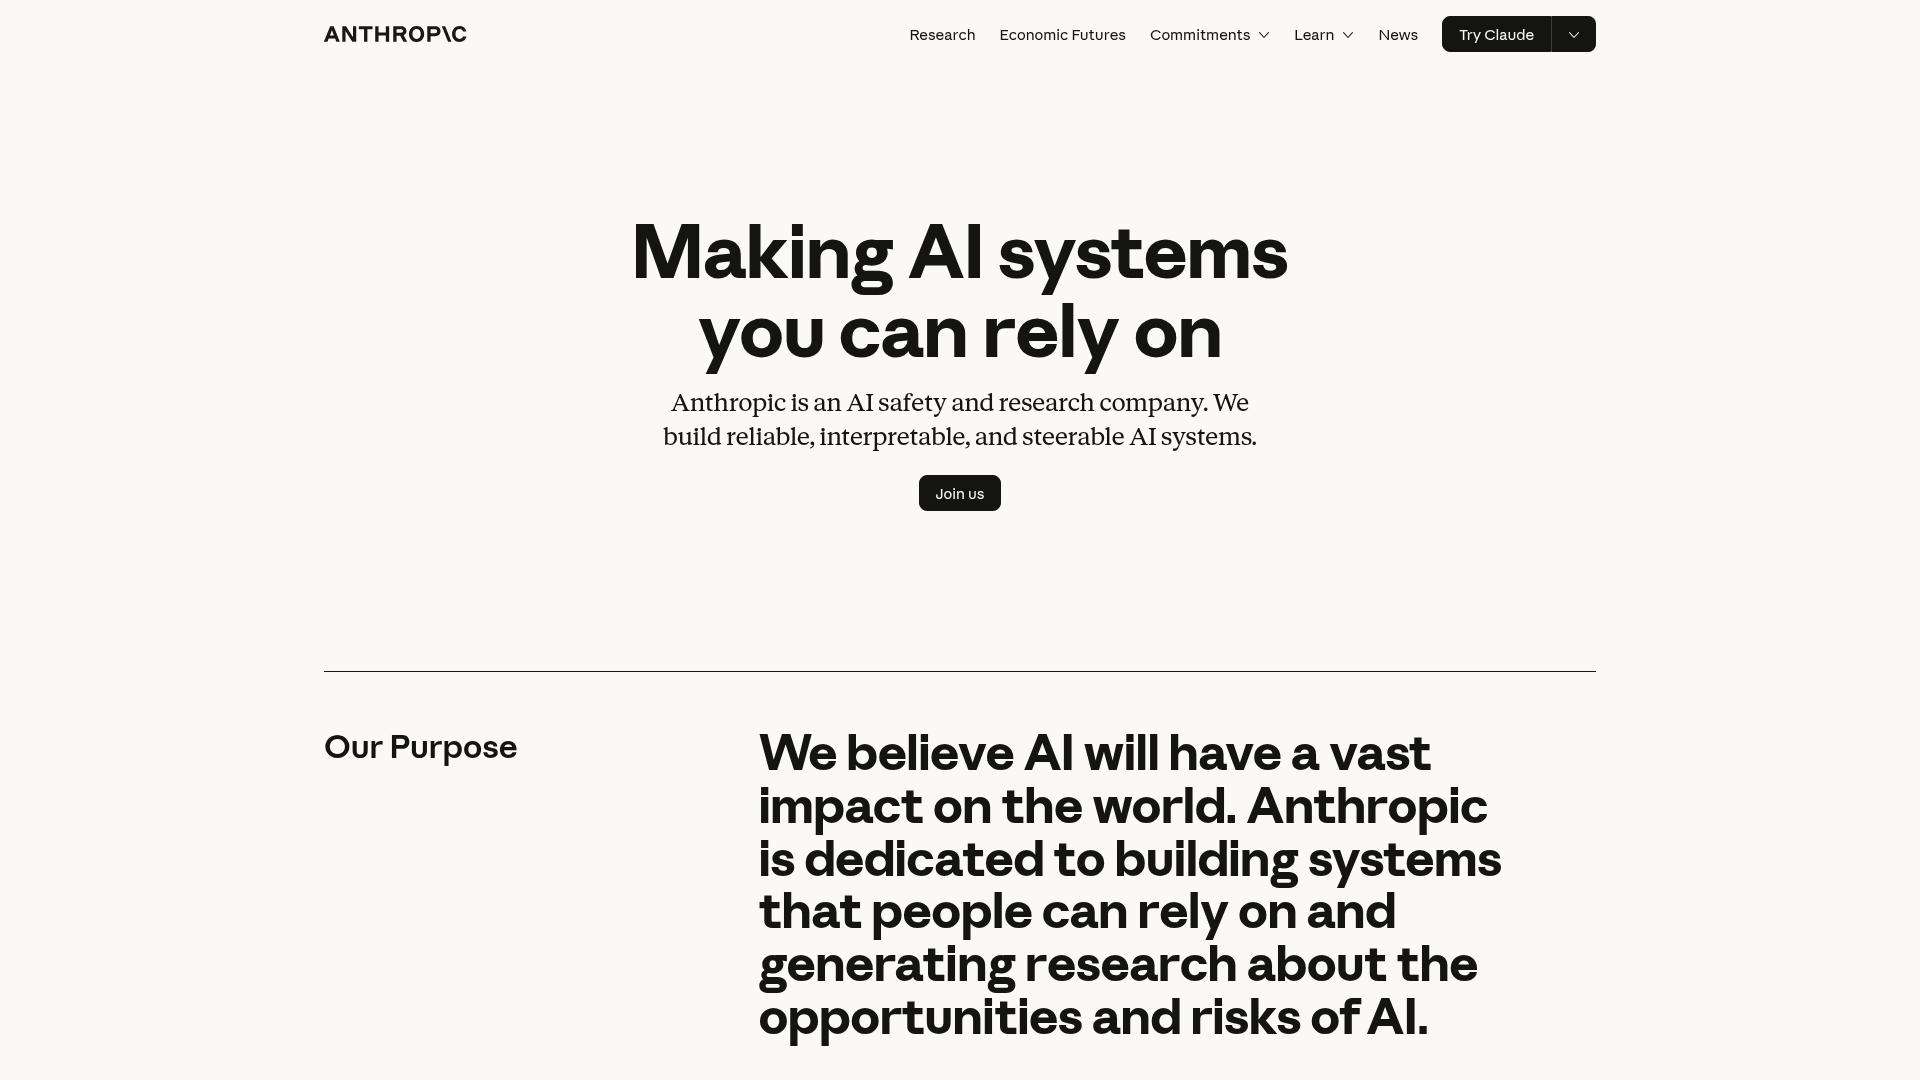 ANTHROP\C
Research
Economic Futures
Commitments
Learn
News
Try Claude
Making AI systems
you can rely on
Anthropic is an AI safety and research company. We
build reliable, interpretable, and steerable AI systems.
Join us
Our Purpose
We believe AI will have a vast
impact on the world. Anthropic
is dedicated to building systems
that people can rely on and
generating research about the
opportunities and risks of AI.